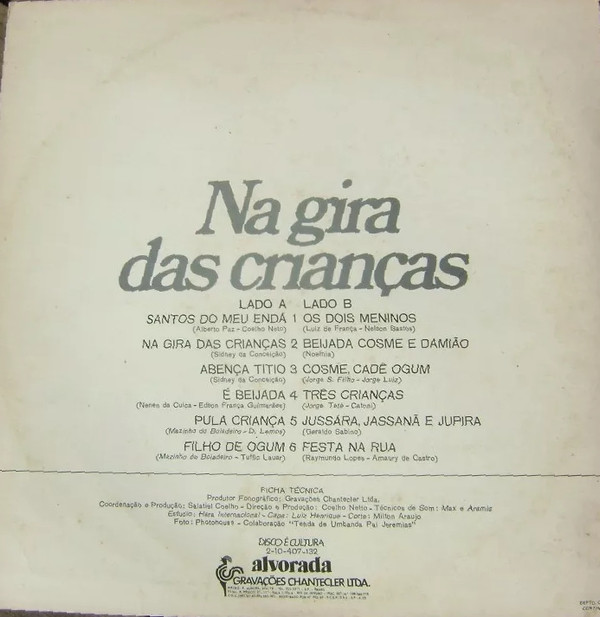 Na gira
das crianças
LADO A LADO B
SANTOS DO MEU ENDÁ 1 OS DOIS MENINOS
(Alberto Paz - Coelho Neto) (Luiz de França - Nelson Bastos)
NA GIRA DAS CRIANÇAS 2 BEIJADA COSME E DAMIÃO
(Sidney da Conceição) (Noelhia)
ABENÇA TITIO 3 COSME, CADÊ OGUM
(Sidney da Conceição) (Jorge S. Filho - Jorge Luiz)
É BEIJADA 4 TRÊS CRIANÇAS
(Nenen da Cuica - Edson França Guimarães) (Jorge Tetê - Catoni)
PULA CRIANÇA 5 JUSSÁRA, JASSANÃ E JUPIRA
(Mazinho do Boiadeiro - D. Lemos) (Geraldo Sabino)
FILHO DE OGUM 6 FESTA NA RUA
(Mazinho do Boiadeiro - Tuffic Lauar) (Raymundo Lopes - Amaury de Castro)
FICHA TÉCNICA
Produtor Fonográfico: Gravações Chantecler Ltda.
Coordenação e Produção: Salatiel Coelho - Direção e Produção: Coelho Netto - Técnicos de Som: Max e Aramis
Estúdio: Hara Internacional - Capa: Luiz Henrique - Corte: Milton Araujo
Foto: Photohouse - Colaboração "Tenda de Umbanda Pai Jeremias"
DISCO É CULTURA
2-10-407-132
alvorada
GRAVAÇÕES CHANTECLER LTDA.